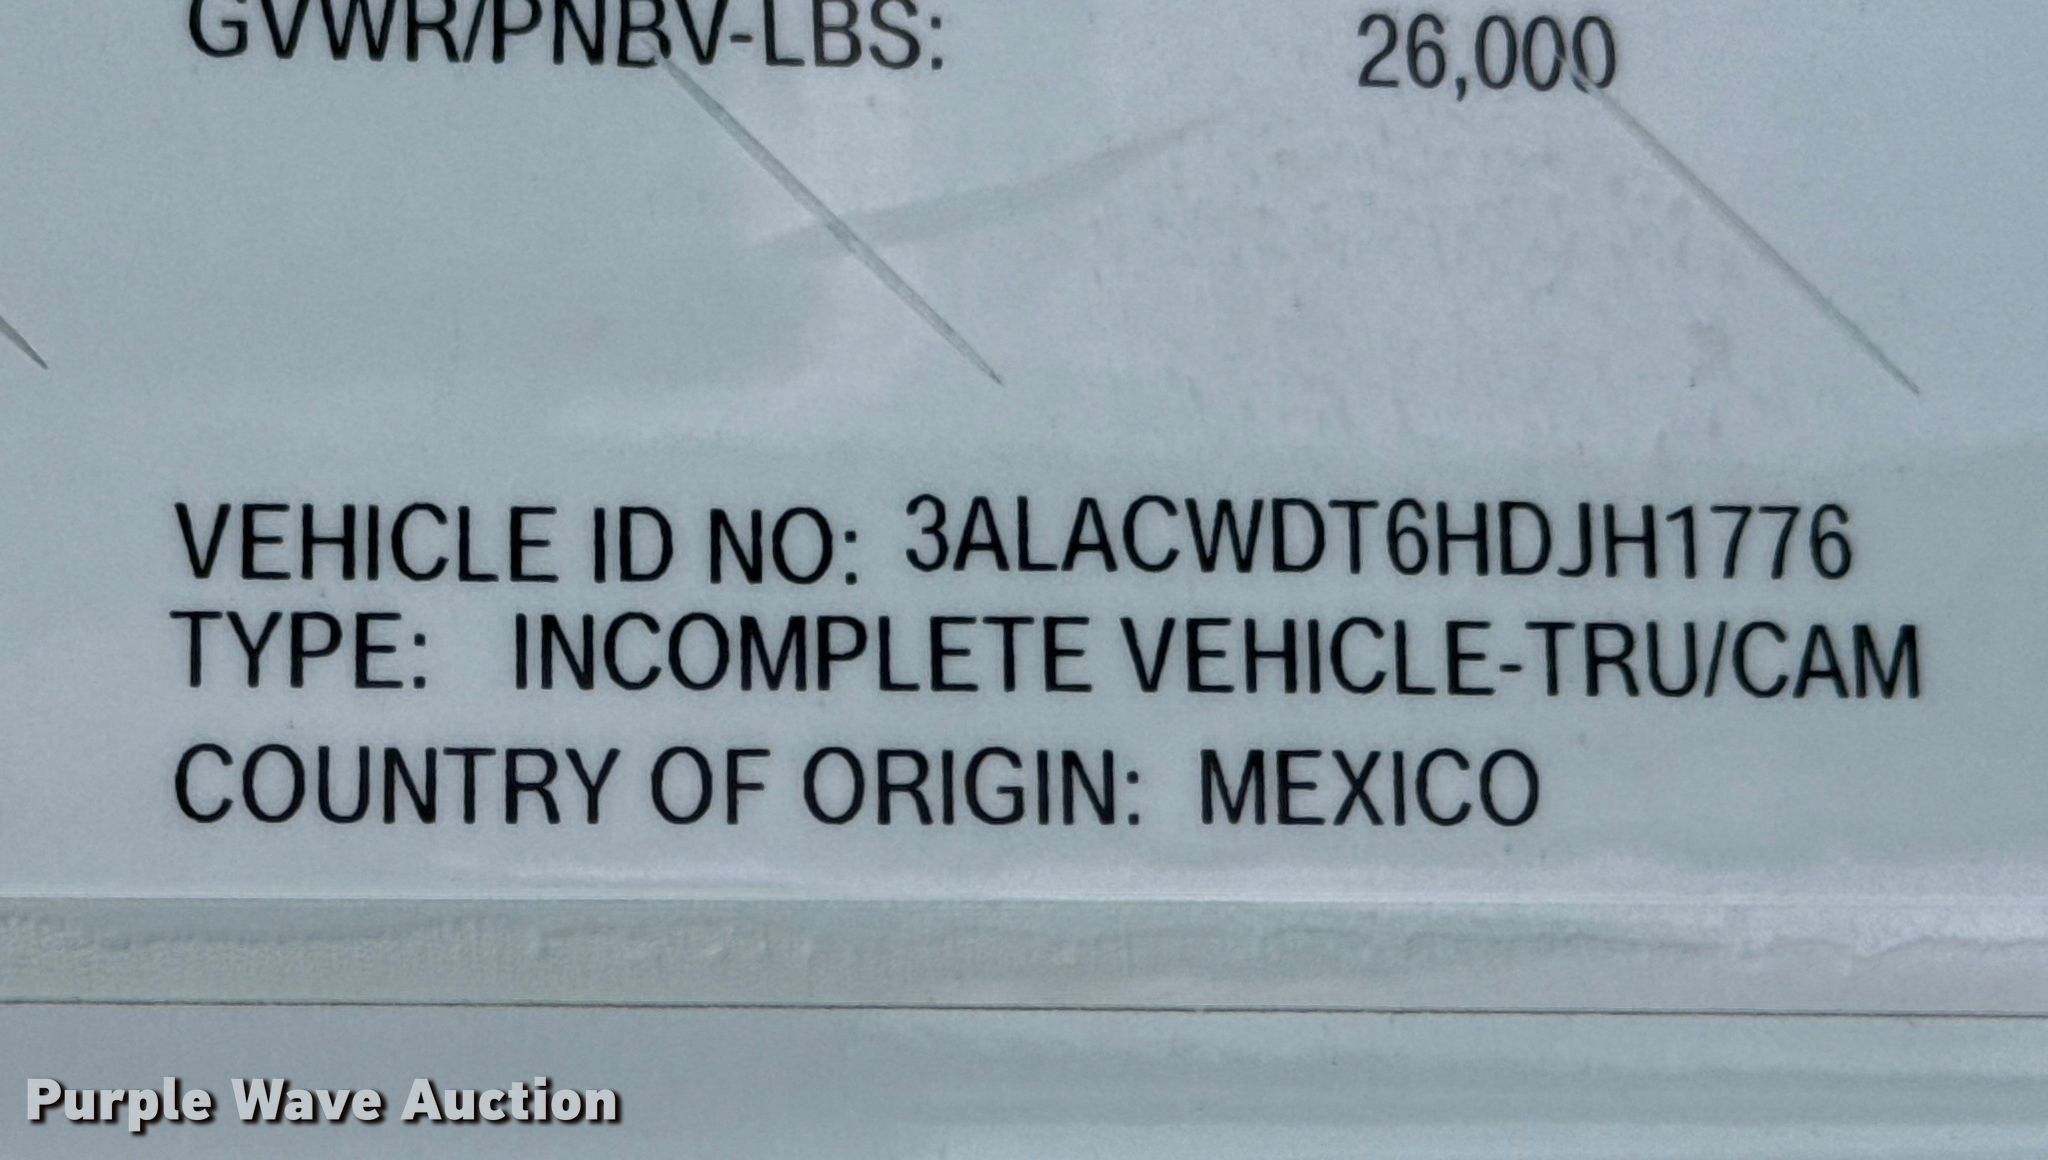 GVWR/PNBV-LBS: 26,000
VEHICLE ID NO: 3ALACWDT6HDJH1776
TYPE: INCOMPLETE VEHICLE-TRU/CAM
COUNTRY OF ORIGIN: MEXICO
Purple Wave Auction